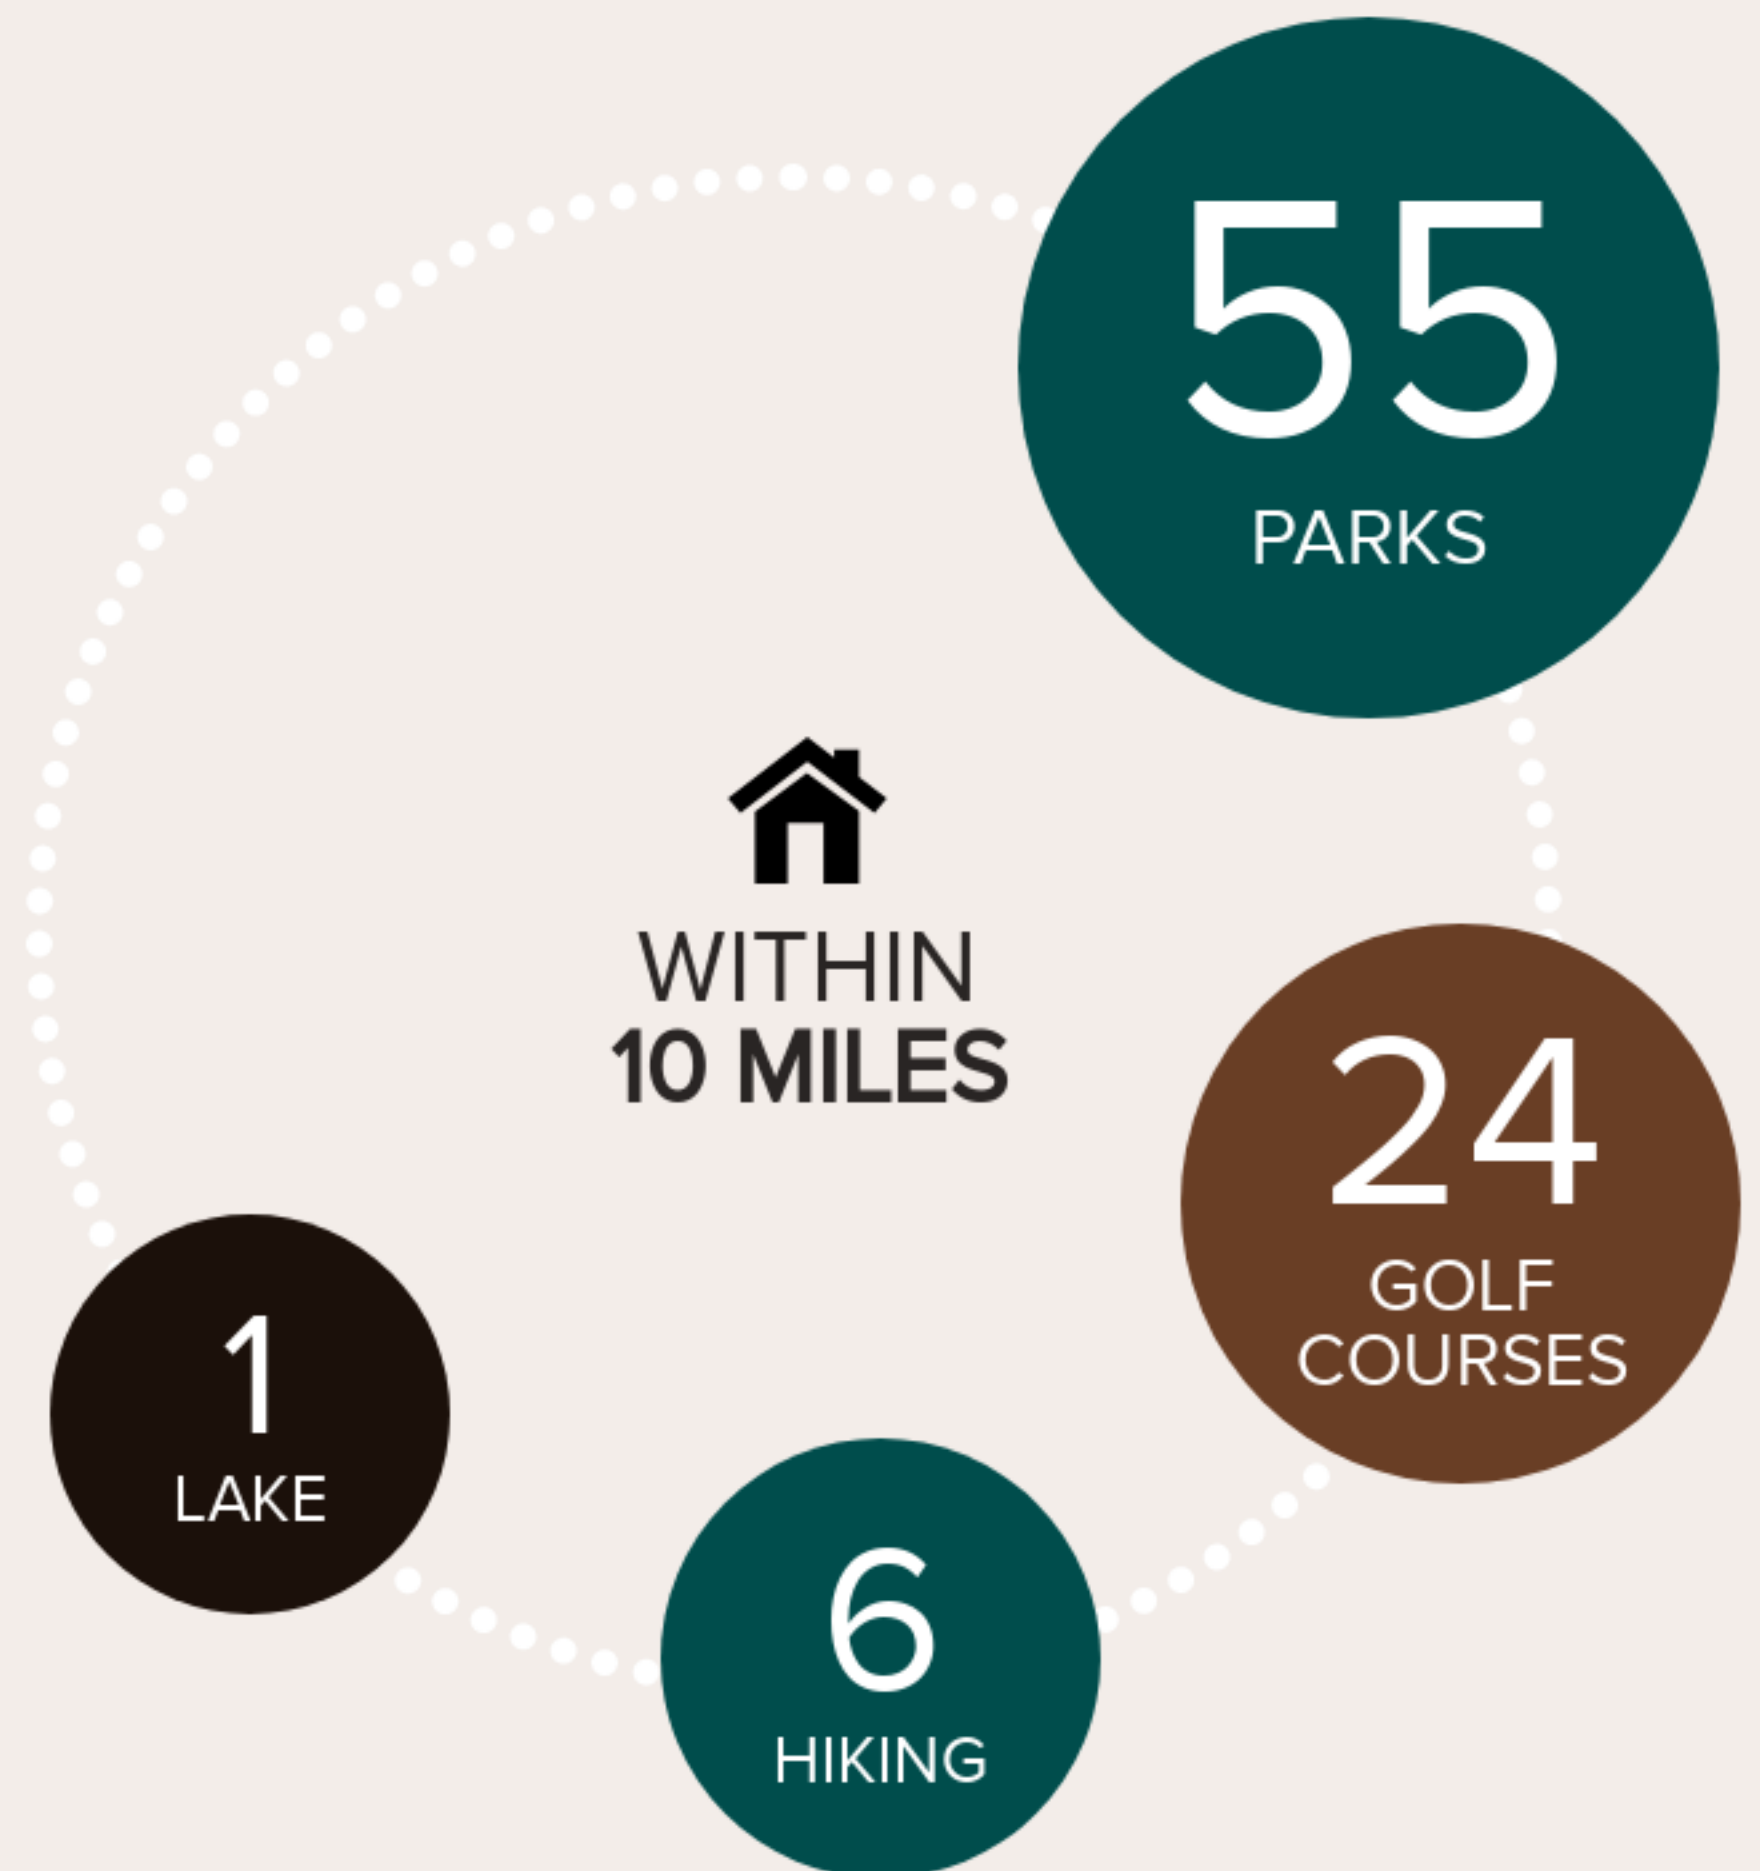 55
PARKS
WITHIN
10 MILES
24
GOLF
COURSES
1
LAKE
6
HIKING